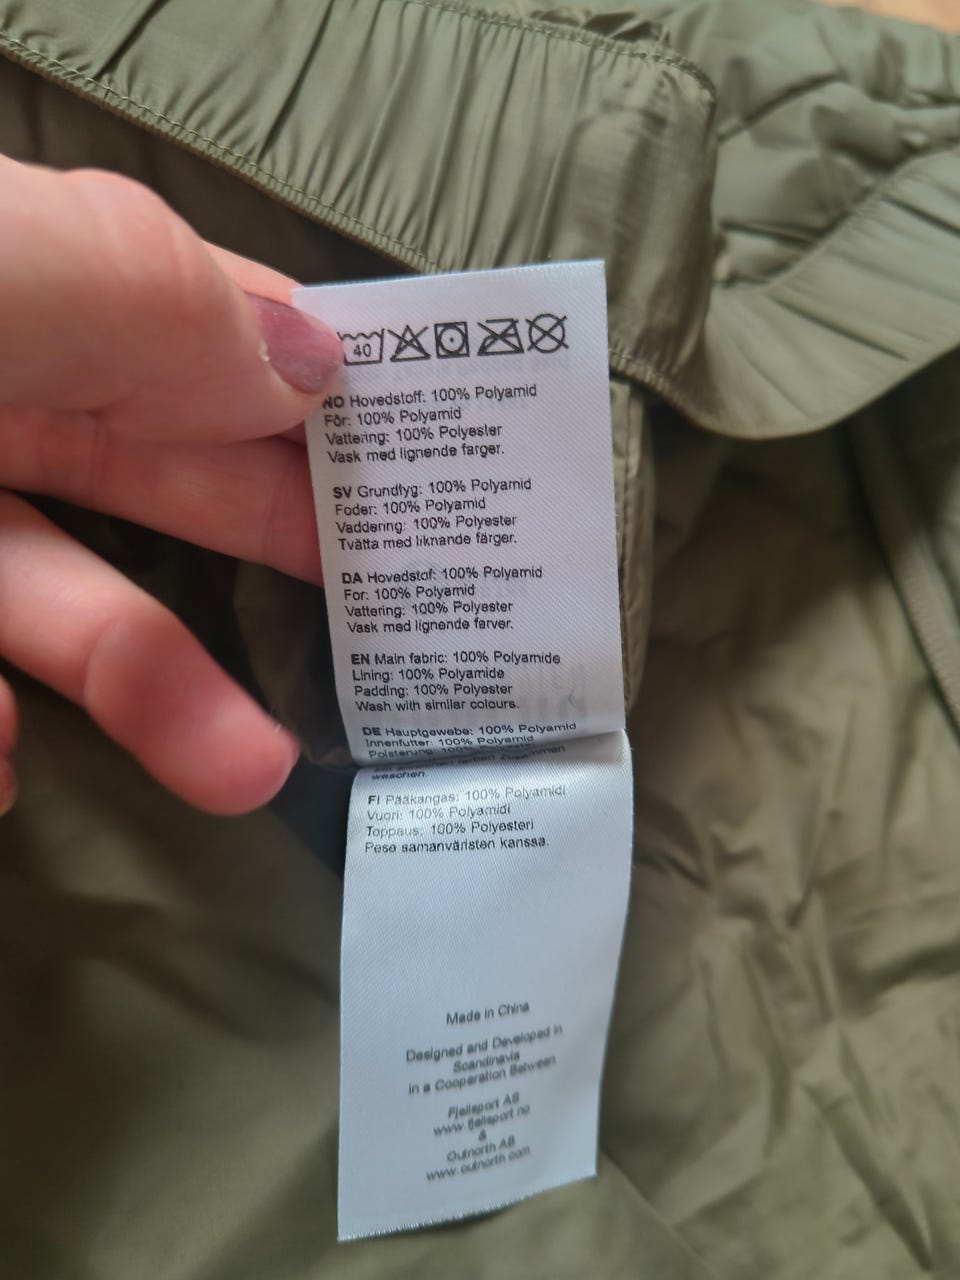 40
NO Hovedstoff: 100% Polyamid
Fôr: 100% Polyamid
Vattering: 100% Polyester
Vask med lignende farger.
SV Grundtyg: 100% Polyamid
Foder: 100% Polyamid
Vaddering: 100% Polyester
Tvätta med liknande färger.
DA Hovedstof: 100% Polyamid
For: 100% Polyamid
Vattering: 100% Polyester
Vask med lignende farver.
EN Main fabric: 100% Polyamide
Lining: 100% Polyamide
Padding: 100% Polyester
Wash with similar colours.
DE Hauptgewebe: 100% Polyamid
Innenfutter: 100% Polyamid
Polsterung: 100% Polyester
zusammen
waschen.
FI Pääkangas: 100% Polyamidi
Vuori: 100% Polyamidi
Toppaus: 100% Polyesteri
Pese samanväristen kanssa.
Made in China
Designed and Developed in
Scandinavia
in a Cooperation Between
Fjellsport AS
www.fjellsport.no
&
Outnorth AB
www.outnorth.com